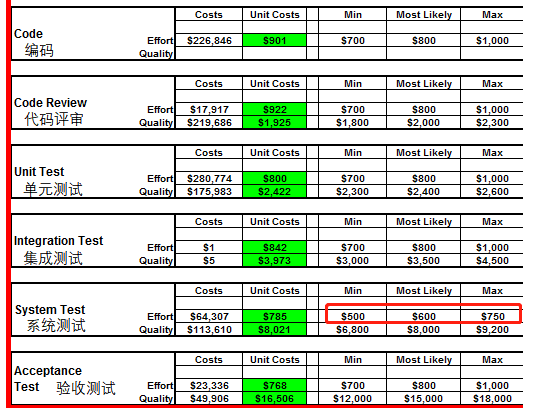 Costs Unit Costs Min Most Likely Max
Code
编码
Effort $226,846 $901 $700 $800 $1,000
Quality
Costs Unit Costs Min Most Likely Max
Code Review
代码评审
Effort $17,917 $922 $700 $800 $1,000
Quality $219,686 $1,925 $1,800 $2,000 $2,300
Costs Unit Costs Min Most Likely Max
Unit Test
单元测试
Effort $280,774 $800 $700 $800 $1,000
Quality $175,983 $2,422 $2,300 $2,400 $2,600
Costs Unit Costs Min Most Likely Max
Integration Test
集成测试
Effort $1 $842 $700 $800 $1,000
Quality $5 $3,973 $3,000 $3,500 $4,500
Costs Unit Costs Min Most Likely Max
System Test
系统测试
Effort $64,307 $785 $500 $600 $750
Quality $113,610 $8,021 $6,800 $8,000 $9,200
Costs Unit Costs Min Most Likely Max
Acceptance
Test 验收测试
Effort $23,336 $768 $700 $800 $1,000
Quality $49,906 $16,506 $12,000 $15,000 $18,000